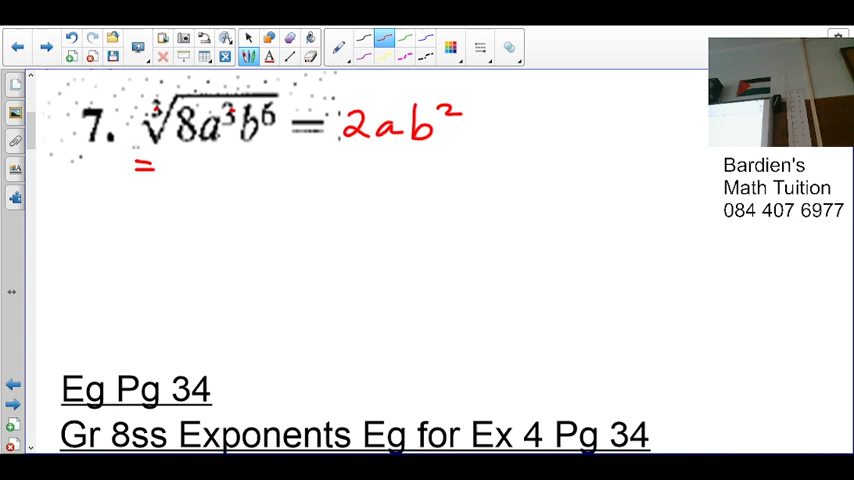 7. ∛8a³b⁶ = 2ab²
=
Bardien's
Math Tuition
084 407 6977
Eg Pg 34
Gr 8ss Exponents Eg for Ex 4 Pg 34